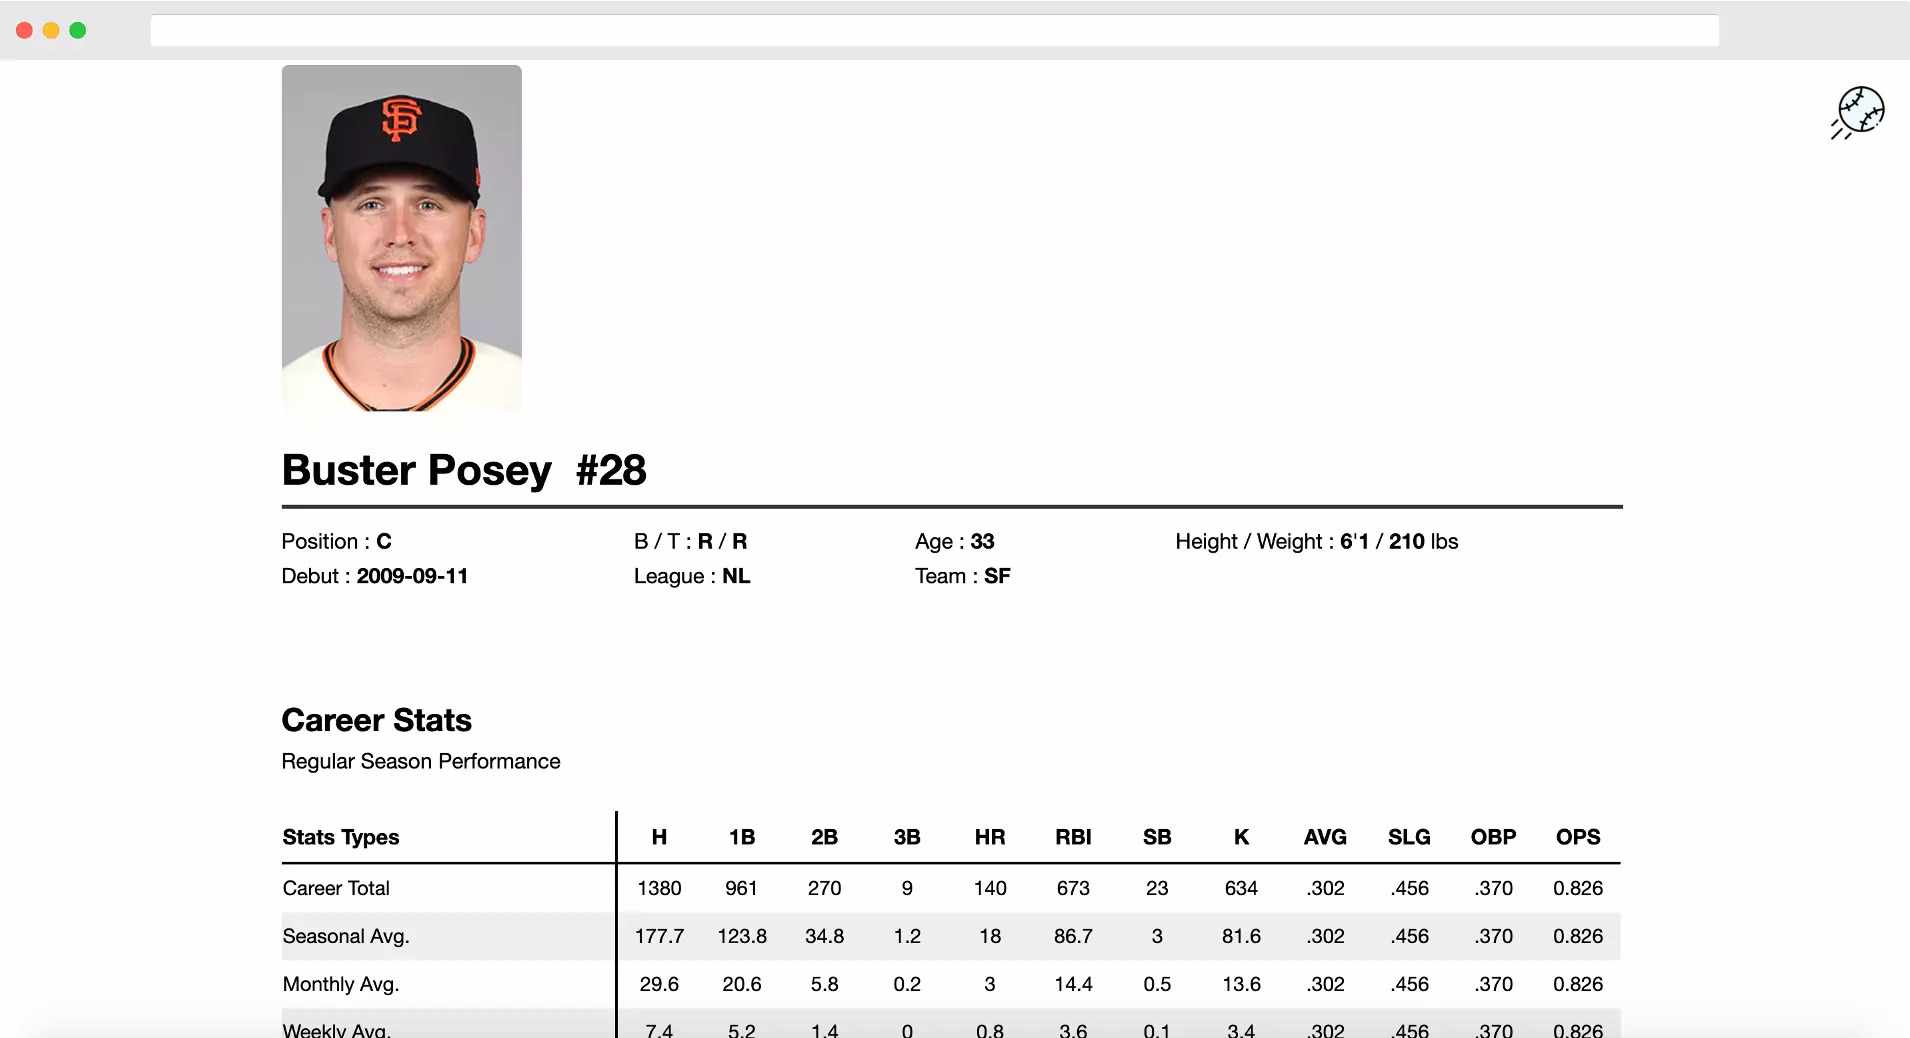 SF
Buster Posey #28
Position : C B / T : R / R Age : 33 Height / Weight : 6'1 / 210 lbs
Debut : 2009-09-11 League : NL Team : SF
Career Stats
Regular Season Performance
Stats Types H 1B 2B 3B HR RBI SB K AVG SLG OBP OPS
Career Total 1380 961 270 9 140 673 23 634 .302 .456 .370 0.826
Seasonal Avg. 177.7 123.8 34.8 1.2 18 86.7 3 81.6 .302 .456 .370 0.826
Monthly Avg. 29.6 20.6 5.8 0.2 3 14.4 0.5 13.6 .302 .456 .370 0.826
Weekly Avg. 7.4 5.2 1.4 0 0.8 3.6 0.1 3.4 .302 .456 .370 0.826